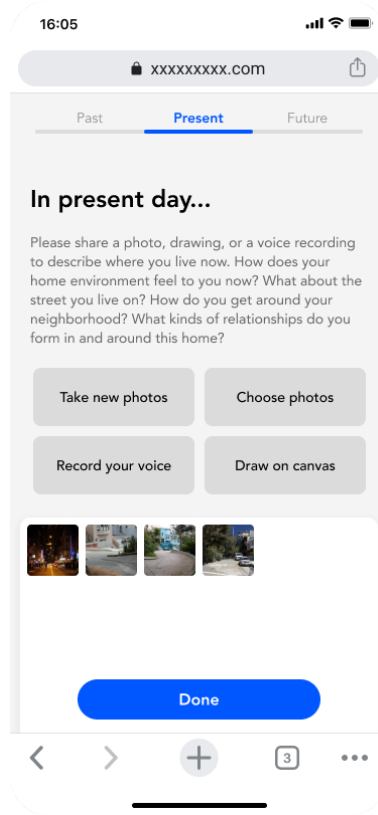 16:05
xxxxxxxxx.com
Past Present Future
In present day...
Please share a photo, drawing, or a voice recording
to describe where you live now. How does your
home environment feel to you now? What about the
street you live on? How do you get around your
neighborhood? What kinds of relationships do you
form in and around this home?
Take new photos Choose photos
Record your voice Draw on canvas
Done
3